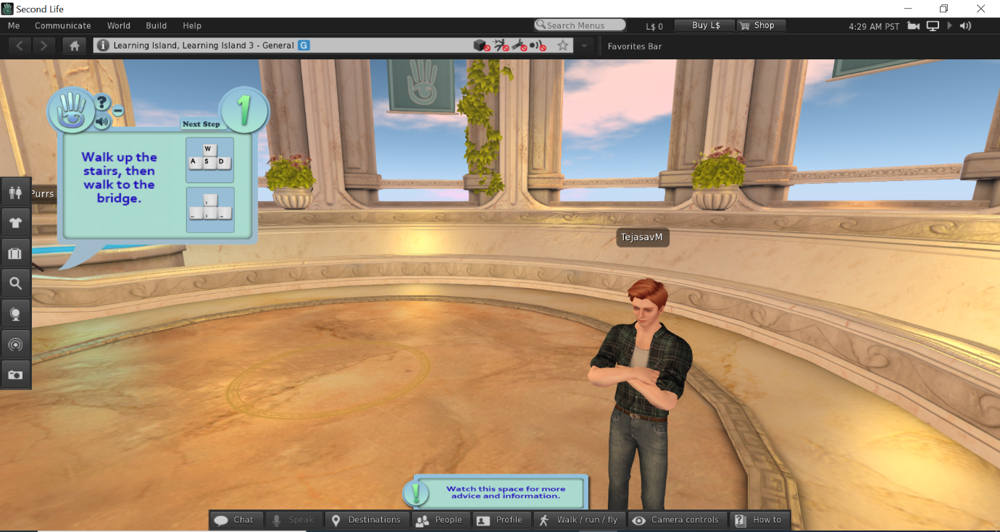 Second Life
Me Communicate World Build Help
Search Menus
L$ 0 Buy L$ Shop
4:29 AM PST
Learning Island, Learning Island 3 - General G
Favorites Bar
1
?
Next Step
Walk up the
stairs, then
walk to the
bridge.
W
A S D
Purrs
TejasavM
!
Watch this space for more
advice and information.
Chat Speak Destinations People Profile Walk / run / fly Camera controls How to